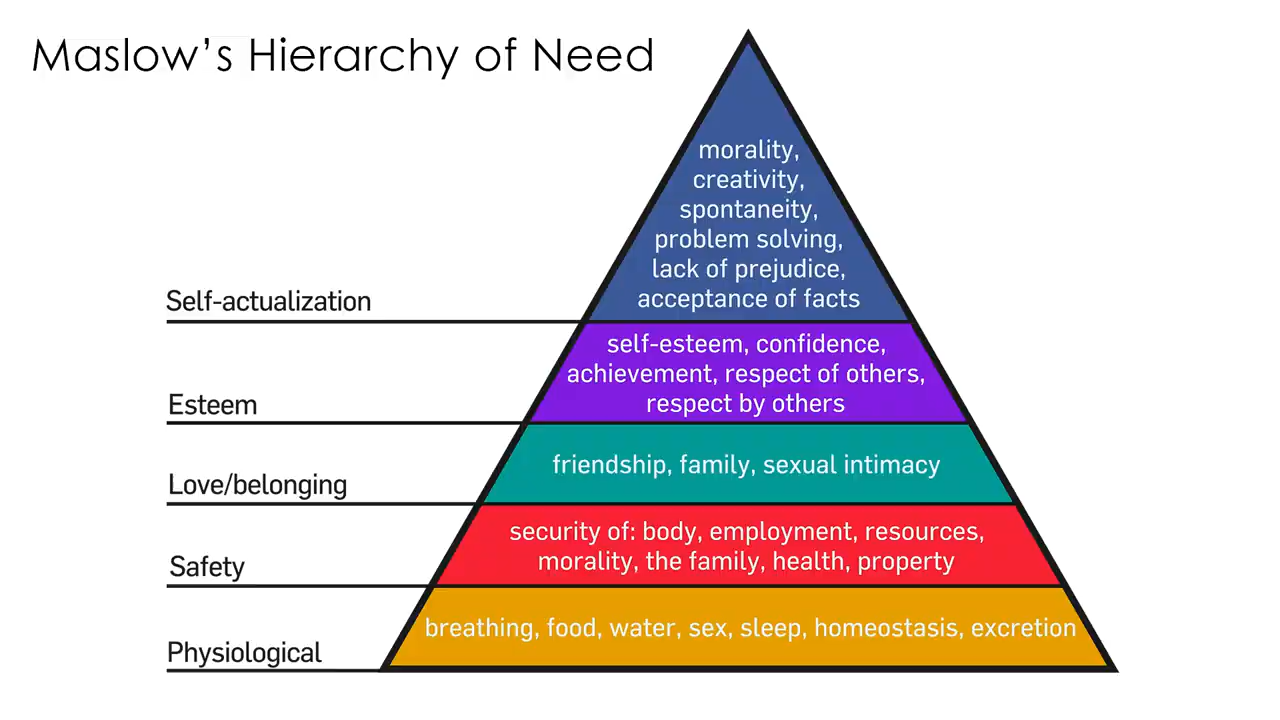 Maslow's Hierarchy of Need
morality,
creativity,
spontaneity,
problem solving,
lack of prejudice,
acceptance of facts
Self-actualization
self-esteem, confidence,
achievement, respect of others,
respect by others
Esteem
friendship, family, sexual intimacy
Love/belonging
security of: body, employment, resources,
morality, the family, health, property
Safety
breathing, food, water, sex, sleep, homeostasis, excretion
Physiological